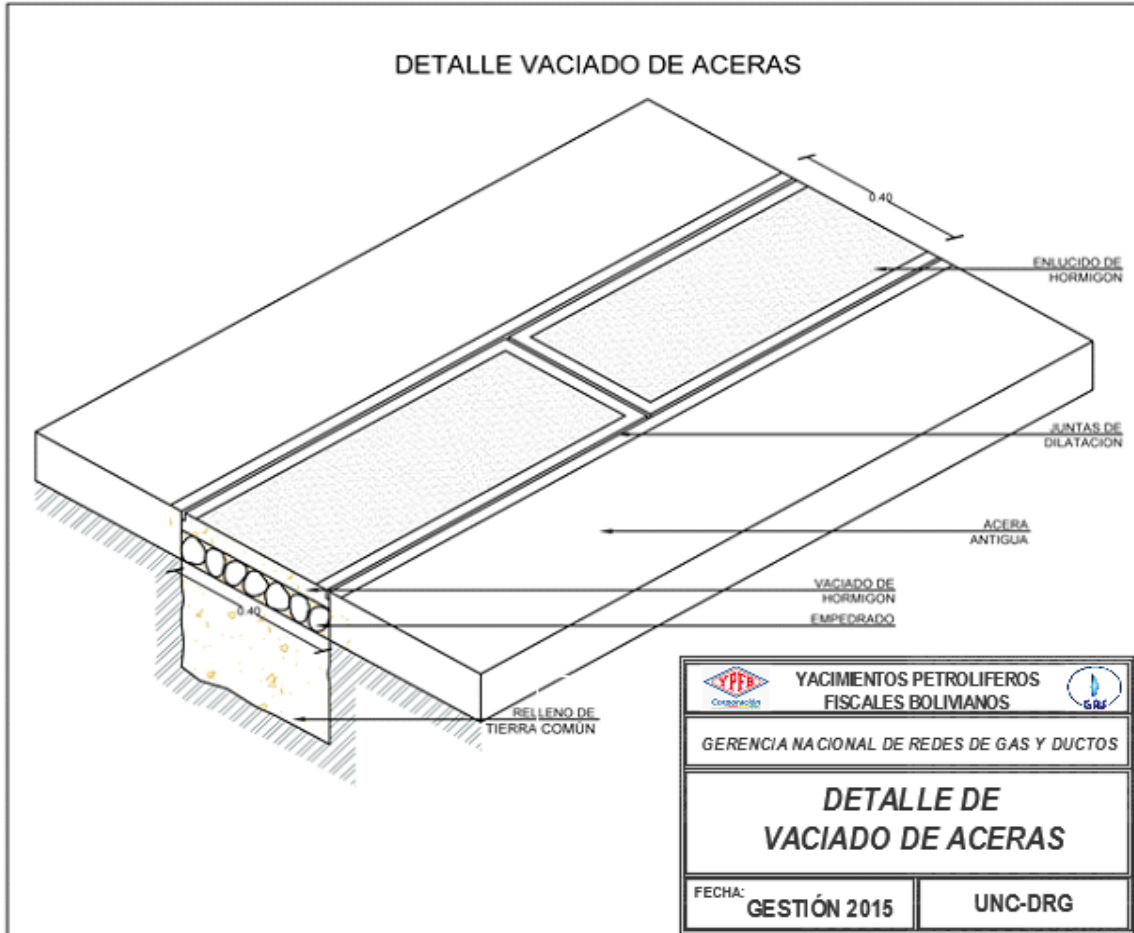 DETALLE VACIADO DE ACERAS
0.40
ENLUCIDO DE
HORMIGON
JUNTAS DE
DILATACION
ACERA
ANTIGUA
VACIADO DE
HORMIGON
EMPEDRADO
0.40
RELLENO DE
TIERRA COMÚN
YPFB
Corporación
YACIMIENTOS PETROLIFEROS
FISCALES BOLIVIANOS
GAS
GERENCIA NACIONAL DE REDES DE GAS Y DUCTOS
DETALLE DE
VACIADO DE ACERAS
FECHA:
GESTIÓN 2015
UNC-DRG